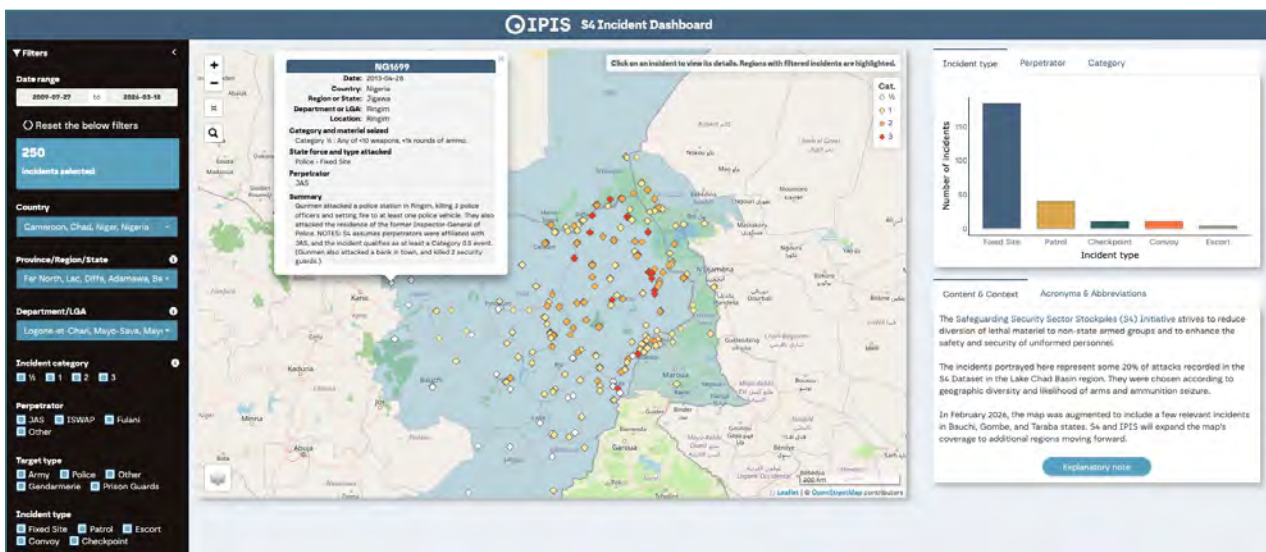 IPIS S4 Incident Dashboard
Filters
Date range
2009-07-27 to 2026-03-18
Reset the below filters
250
incidents selected
Country
Cameroon, Chad, Niger, Nigeria
Province/Region/State
Far North, Lac, Diffa, Adamawa, Be
Department/LGA
Logone-et-Chari, Mayo-Sava, Mayo
Incident category
½ 1 2 3
Perpetrator
JAS ISWAP Fulani
Other
Target type
Army Police Other
Gendarmerie Prison Guards
Incident type
Fixed Site Patrol Escort
Convoy Checkpoint
+
−
NG1699
Date: 2013-04-28
Country: Nigeria
Region or State: Jigawa
Department or LGA: Ringim
Location: Ringim
Category and materiel seized
Category ½ : Any of <10 weapons, <1k rounds of ammo.
State force and type attacked
Police - Fixed Site
Perpetrator
JAS
Summary
Gunmen attacked a police station in Ringim, killing 3 police
officers and setting fire to at least one police vehicle. They also
attacked the residence of the former Inspector-General of
Police. NOTES: S4 assumes perpetrators were affiliated with
JAS, and the incident qualifies as at least a Category 0.5 event.
(Gunmen also attacked a bank in town, and killed 2 security
guards.)
Click on an incident to view its details. Regions with filtered incidents are highlighted.
Cat.
½
1
2
3
N'Djaména
Kano
Kaduna
Bauchi
Maroua
Minna
Jos
Abuja
Garoua
Guider
Binder
200 km
Leaflet | © OpenStreetMap contributors
Incident type Perpetrator Category
Number of incidents
150
100
50
0
Fixed Site Patrol Checkpoint Convoy Escort
Incident type
Content & Context Acronyms & Abbreviations
The Safeguarding Security Sector Stockpiles (S4) Initiative strives to reduce
diversion of lethal materiel to non-state armed groups and to enhance the
safety and security of uniformed personnel.
The incidents portrayed here represent some 20% of attacks recorded in the
S4 Dataset in the Lake Chad Basin region. They were chosen according to
geographic diversity and likelihood of arms and ammunition seizure.
In February 2026, the map was augmented to include a few relevant incidents
in Bauchi, Gombe, and Taraba states. S4 and IPIS will expand the map's
coverage to additional regions moving forward.
Explanatory note